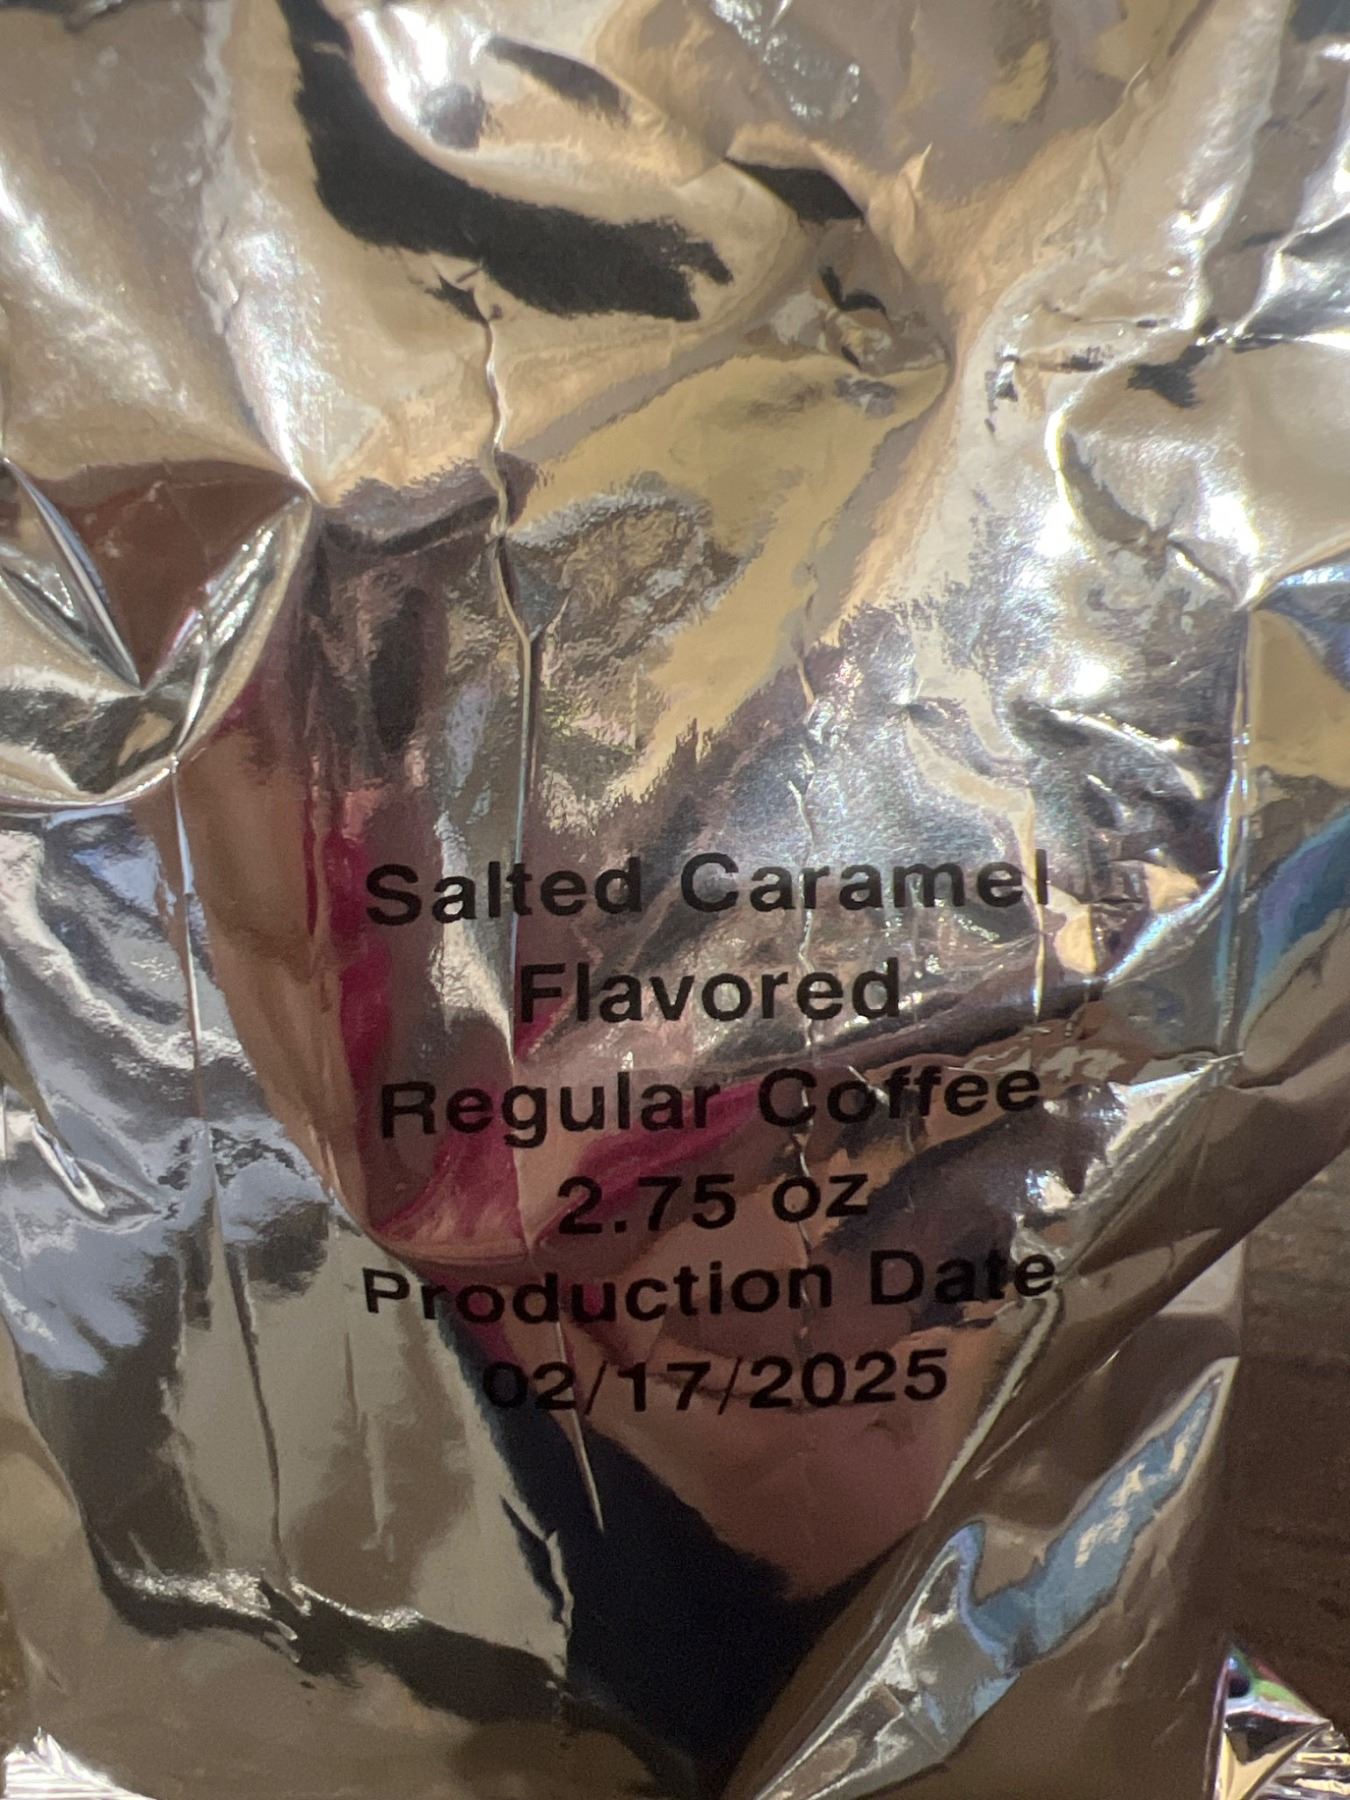 Salted Caramel
Flavored
Regular Coffee
2.75 oz
Production Date
02/17/2025